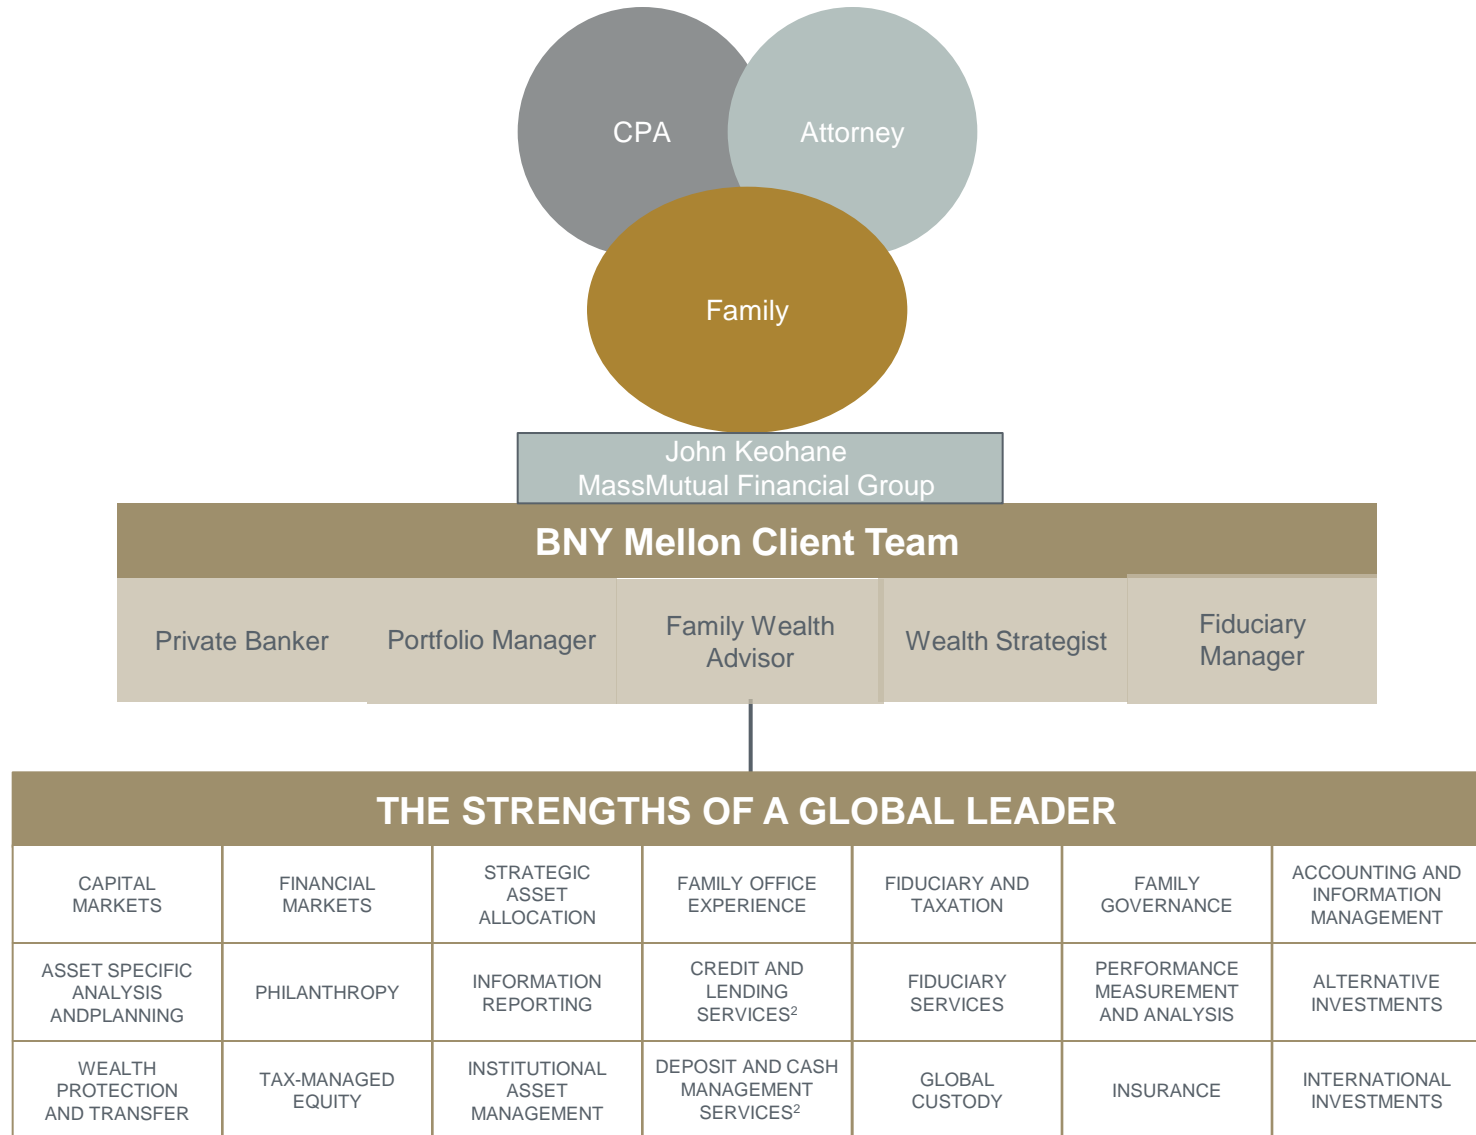 CPA
Attorney
Family
John Keohane
MassMutual Financial Group
BNY Mellon Client Team
Private Banker
Portfolio Manager
Family Wealth
Advisor
Wealth Strategist
Fiduciary
Manager
THE STRENGTHS OF A GLOBAL LEADER
CAPITAL
MARKETS
FINANCIAL
MARKETS
STRATEGIC
ASSET
ALLOCATION
FAMILY OFFICE
EXPERIENCE
FIDUCIARY AND
TAXATION
FAMILY
GOVERNANCE
ACCOUNTING AND
INFORMATION
MANAGEMENT
ASSET SPECIFIC
ANALYSIS
ANDPLANNING
PHILANTHROPY
INFORMATION
REPORTING
CREDIT AND
LENDING
SERVICES²
FIDUCIARY
SERVICES
PERFORMANCE
MEASUREMENT
AND ANALYSIS
ALTERNATIVE
INVESTMENTS
WEALTH
PROTECTION
AND TRANSFER
TAX-MANAGED
EQUITY
INSTITUTIONAL
ASSET
MANAGEMENT
DEPOSIT AND CASH
MANAGEMENT
SERVICES²
GLOBAL
CUSTODY
INSURANCE
INTERNATIONAL
INVESTMENTS